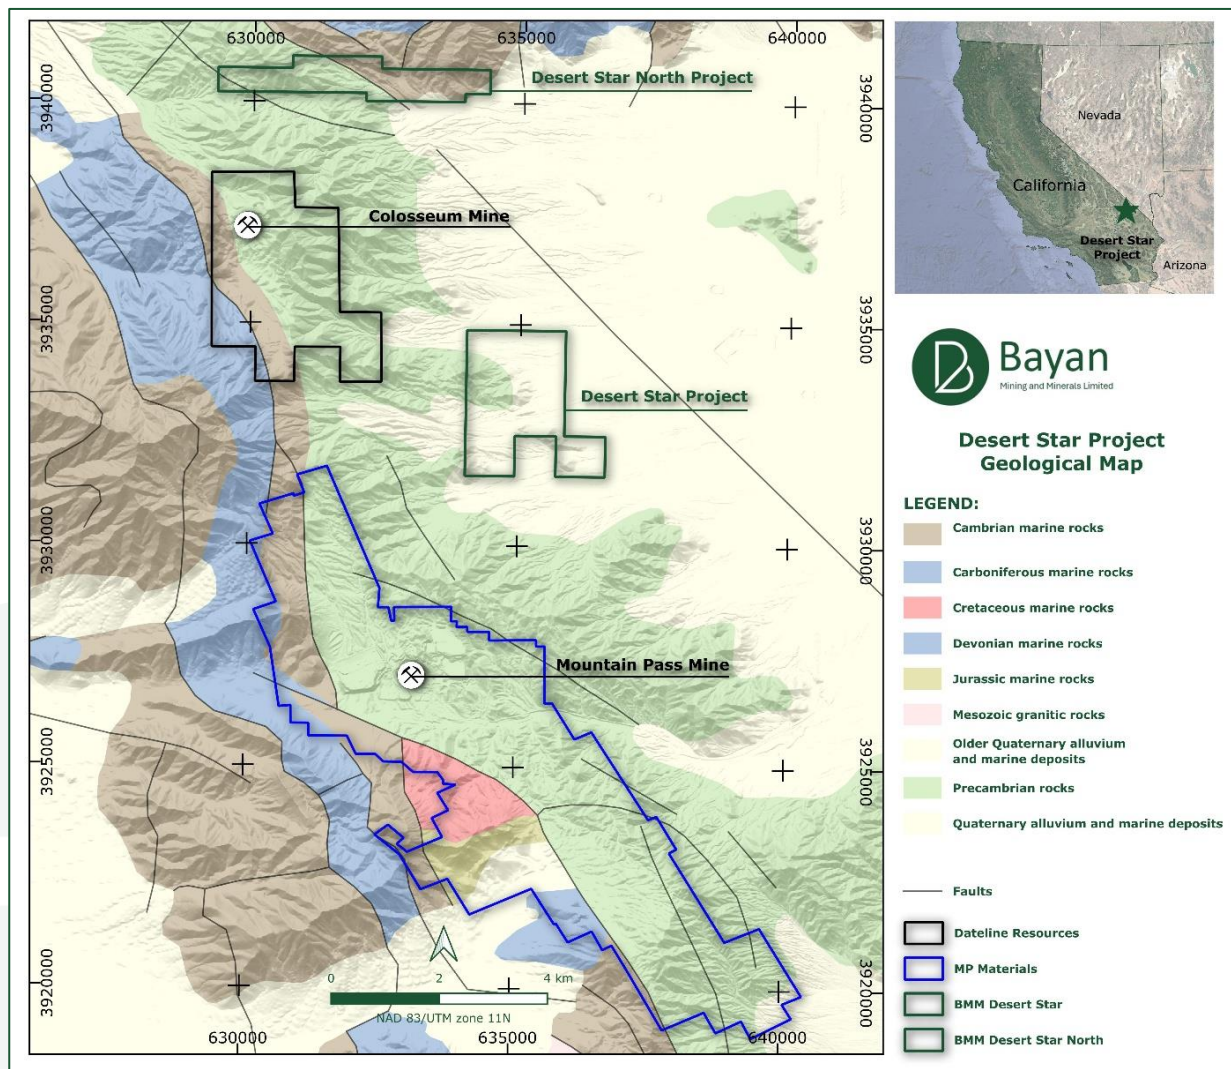 630000
635000
640000
Desert Star North Project
3940000
3940000
Colosseum Mine
3935000
3935000
Desert Star Project
3930000
3930000
Mountain Pass Mine
3925000
3925000
3920000
3920000
0 2 4 km
NAD 83/UTM zone 11N
630000
635000
640000
Nevada
California
Desert Star
Project
Arizona
Bayan
Mining and Minerals Limited
Desert Star Project
Geological Map
LEGEND:
Cambrian marine rocks
Carboniferous marine rocks
Cretaceous marine rocks
Devonian marine rocks
Jurassic marine rocks
Mesozoic granitic rocks
Older Quaternary alluvium
and marine deposits
Precambrian rocks
Quaternary alluvium and marine deposits
Faults
Dateline Resources
MP Materials
BMM Desert Star
BMM Desert Star North